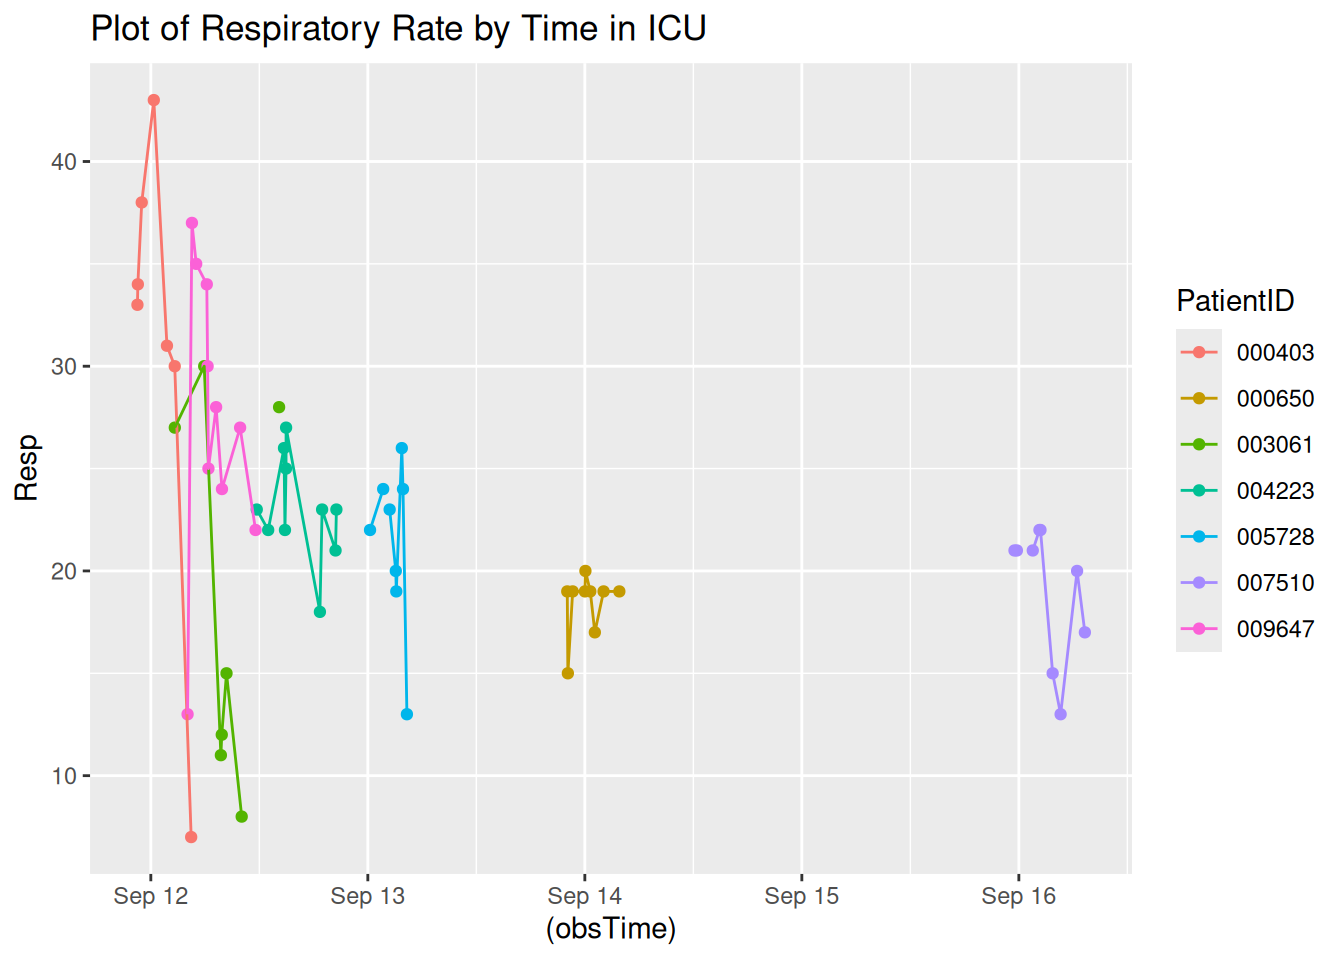 Plot of Respiratory Rate by Time in ICU
Resp
40
30
20
10
Sep 12
Sep 13
Sep 14
Sep 15
Sep 16
(obsTime)
PatientID
000403
000650
003061
004223
005728
007510
009647